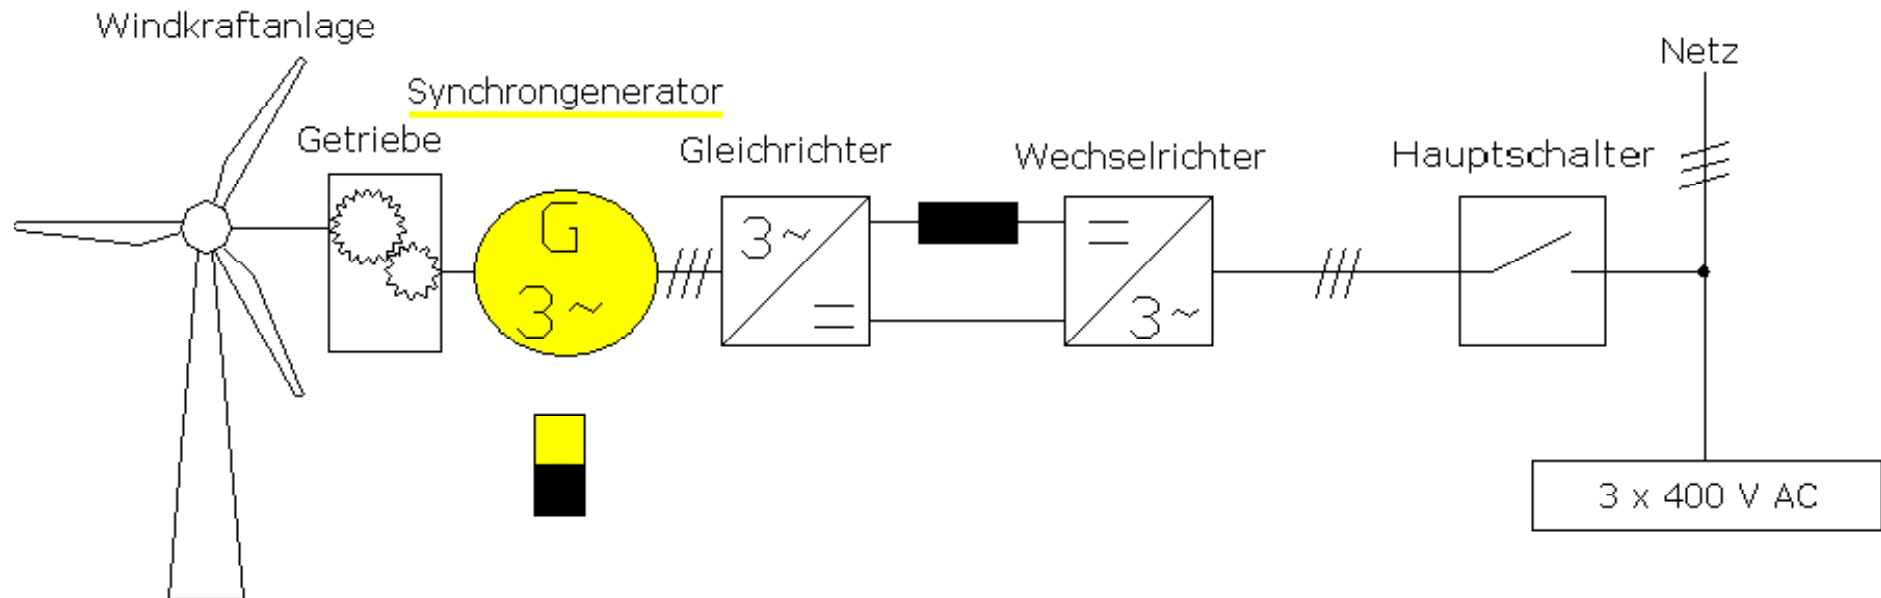 Windkraftanlage
Netz
Synchrongenerator
Getriebe
Gleichrichter
Wechselrichter
Hauptschalter
G
3~
3~
=
=
3~
3 x 400 V AC